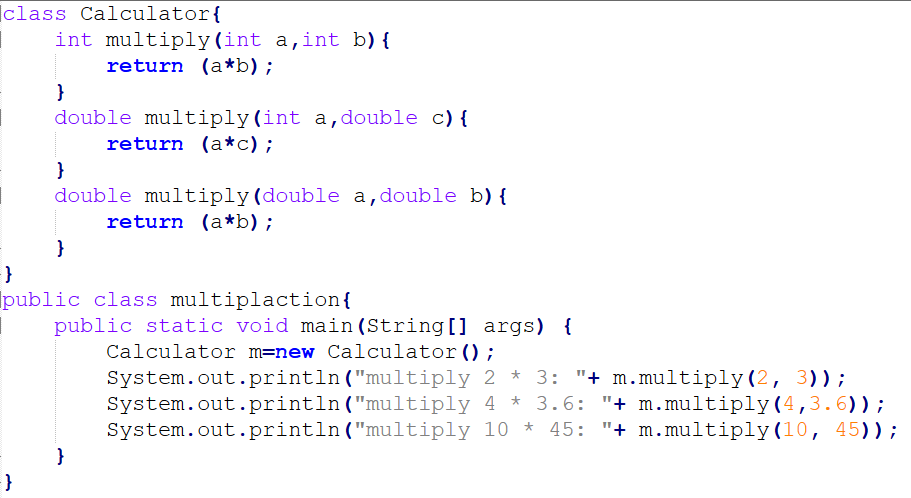 class Calculator{
    int multiply(int a,int b){
        return (a*b);
    }
    double multiply(int a,double c){
        return (a*c);
    }
    double multiply(double a,double b){
        return (a*b);
    }
}
public class multiplaction{
    public static void main(String[] args) {
        Calculator m=new Calculator();
        System.out.println("multiply 2 * 3: "+ m.multiply(2, 3));
        System.out.println("multiply 4 * 3.6: "+ m.multiply(4,3.6));
        System.out.println("multiply 10 * 45: "+ m.multiply(10, 45));
    }
}